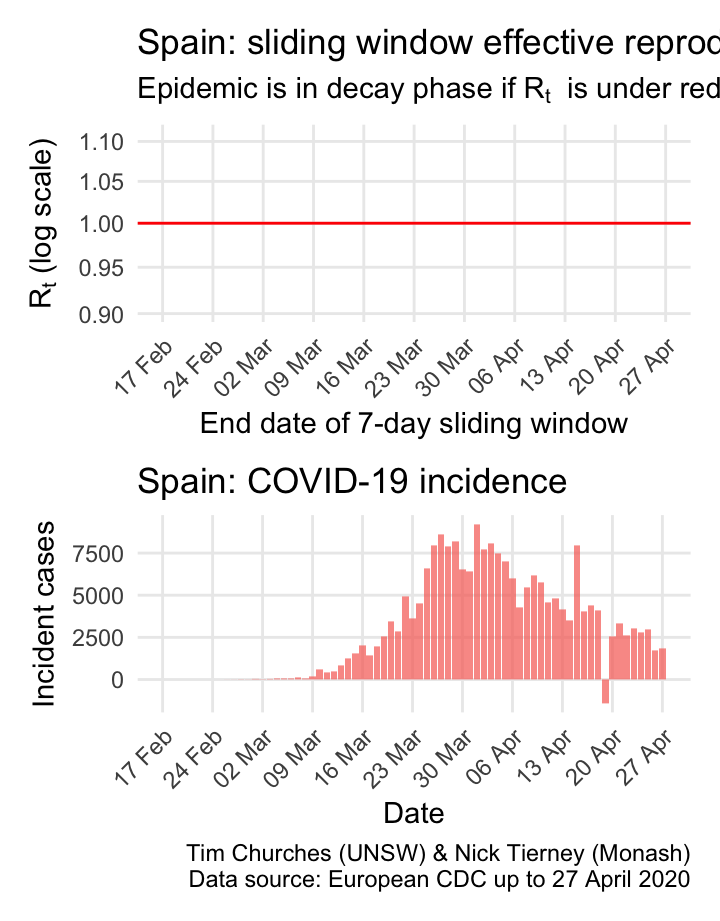 Spain: sliding window effective reprod
Epidemic is in decay phase if Rt is under red
Rt (log scale)
1.10
1.05
1.00
0.95
0.90
17 Feb 24 Feb 02 Mar 09 Mar 16 Mar 23 Mar 30 Mar 06 Apr 13 Apr 20 Apr 27 Apr
End date of 7-day sliding window
Spain: COVID-19 incidence
Incident cases
7500
5000
2500
0
17 Feb 24 Feb 02 Mar 09 Mar 16 Mar 23 Mar 30 Mar 06 Apr 13 Apr 20 Apr 27 Apr
Date
Tim Churches (UNSW) & Nick Tierney (Monash)
Data source: European CDC up to 27 April 2020